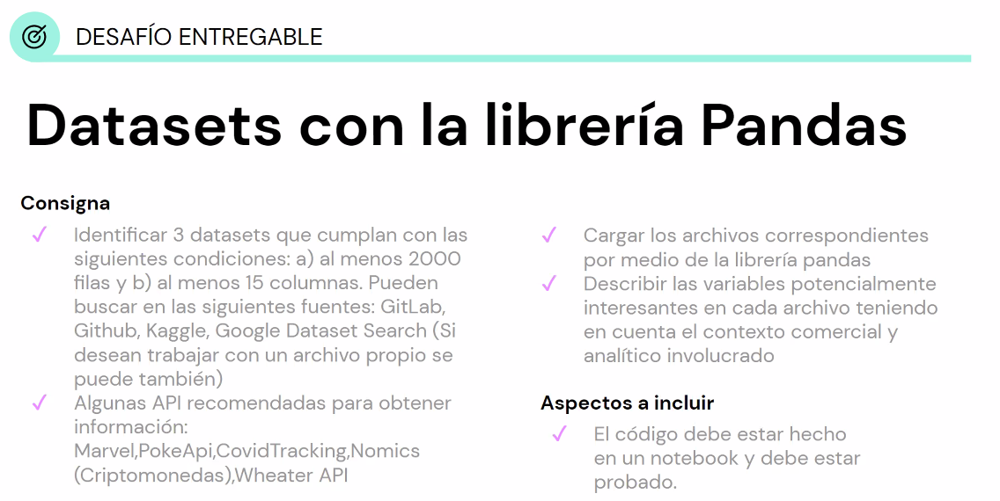 DESAFÍO ENTREGABLE
Datasets con la librería Pandas
Consigna
Identificar 3 datasets que cumplan con las
siguientes condiciones: a) al menos 2000
filas y b) al menos 15 columnas. Pueden
buscar en las siguientes fuentes: GitLab,
Github, Kaggle, Google Dataset Search (Si
desean trabajar con un archivo propio se
puede también)
Algunas API recomendadas para obtener
información:
Marvel,PokeApi,CovidTracking,Nomics
(Criptomonedas),Wheater API
Cargar los archivos correspondientes
por medio de la librería pandas
Describir las variables potencialmente
interesantes en cada archivo teniendo
en cuenta el contexto comercial y
analítico involucrado
Aspectos a incluir
El código debe estar hecho
en un notebook y debe estar
probado.